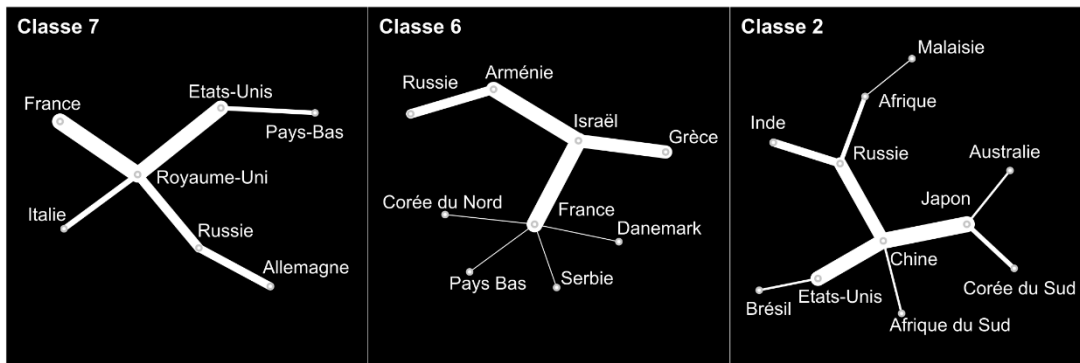 Classe 7
France
Etats-Unis
Pays-Bas
Royaume-Uni
Italie
Russie
Allemagne
Classe 6
Russie
Arménie
Israël
Grèce
Corée du Nord
France
Danemark
Pays Bas
Serbie
Classe 2
Malaisie
Afrique
Inde
Russie
Australie
Japon
Chine
Corée du Sud
Etats-Unis
Brésil
Afrique du Sud